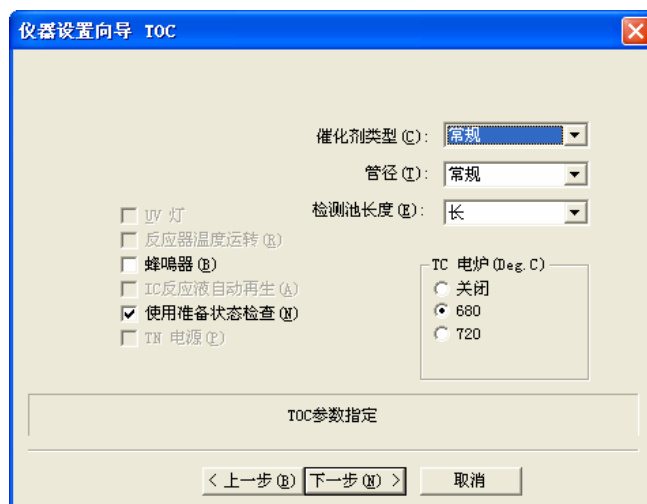 仪器设置向导 TOC
催化剂类型(C): 常规
管径(T): 常规
检测池长度(E): 长
UV 灯
反应器温度运转(R)
蜂鳴器(B)
IC反应液自动再生(A)
使用准备状态检查(N)
TN 电源(P)
TC 电炉(Deg.C)
关闭
680
720
TOC参数指定
< 上一步(B)
下一步(N) >
取消